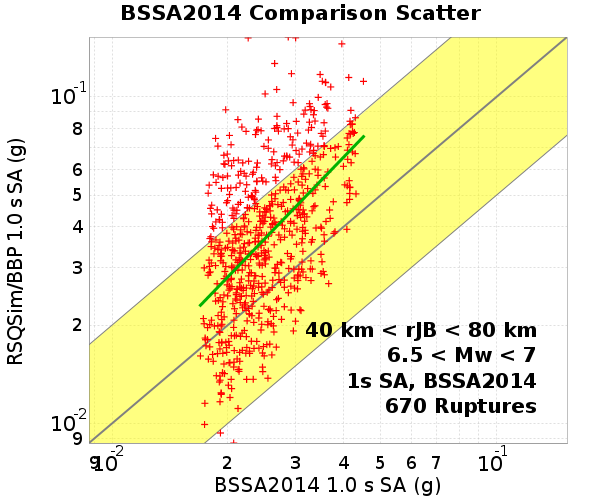 BSSA2014 Comparison Scatter
RSQSim/BBP 1.0 s SA (g)
10-1
8
6
5
4
3
2
10-2
9
40 km < rJB < 80 km
6.5 < Mw < 7
1s SA, BSSA2014
670 Ruptures
9 10-2 2 3 4 5 6 7 10-1
BSSA2014 1.0 s SA (g)